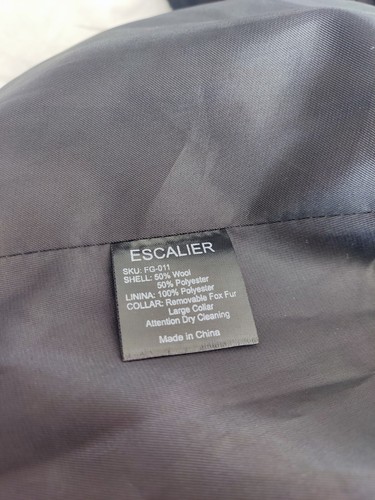 ESCALIER
SKU: FG-011
SHELL: 50% Wool
50% Polyester
LININA: 100% Polyester
COLLAR: Removable Fox Fur
Large Collar
Attention Dry Cleaning
Made in China